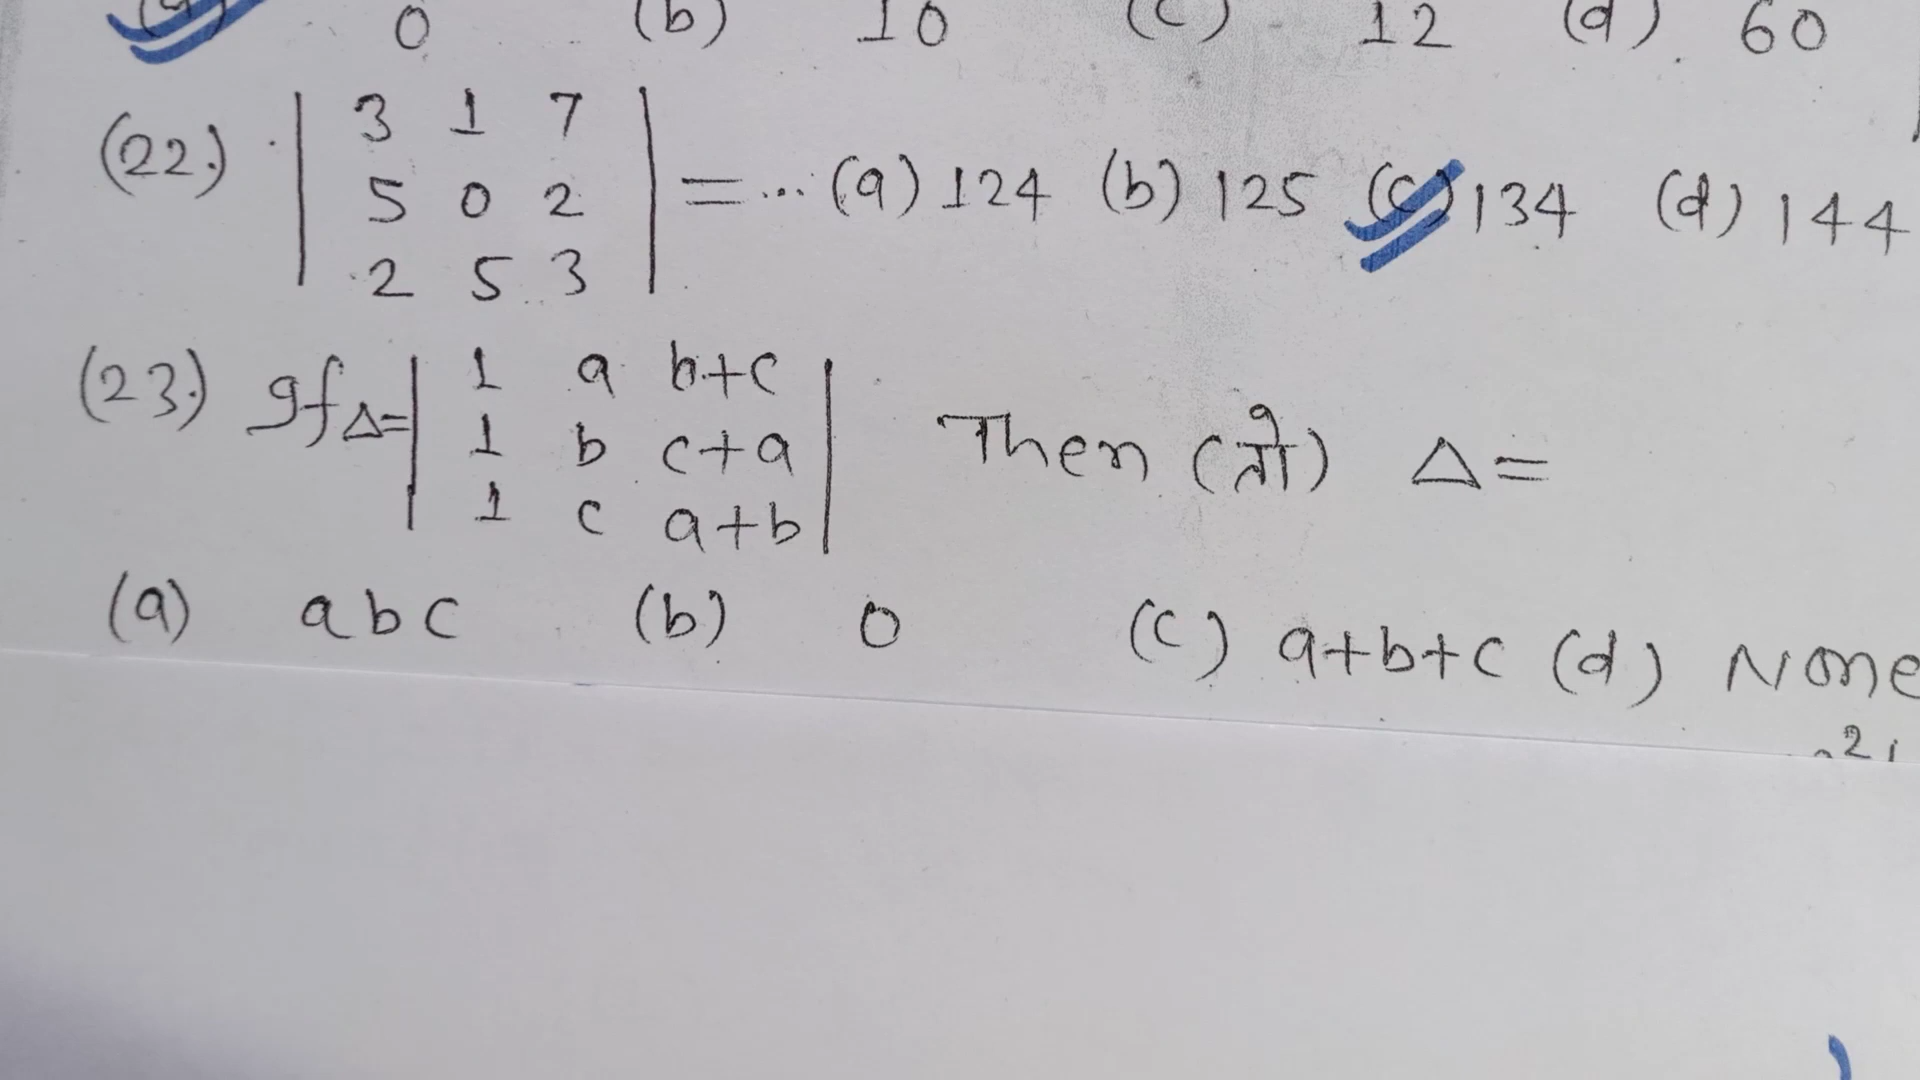 (a) 0 (b) 10 (c) 12 (d) 60
(22.) | 3 1 7 |
| 5 0 2 | = ... (a) 124 (b) 125 (c) 134 (d) 144
| 2 5 3 |
(23.) If Δ= | 1 a b+c |
| 1 b c+a | Then (तो) Δ=
| 1 c a+b |
(a) abc (b) 0 (c) a+b+c (d) None